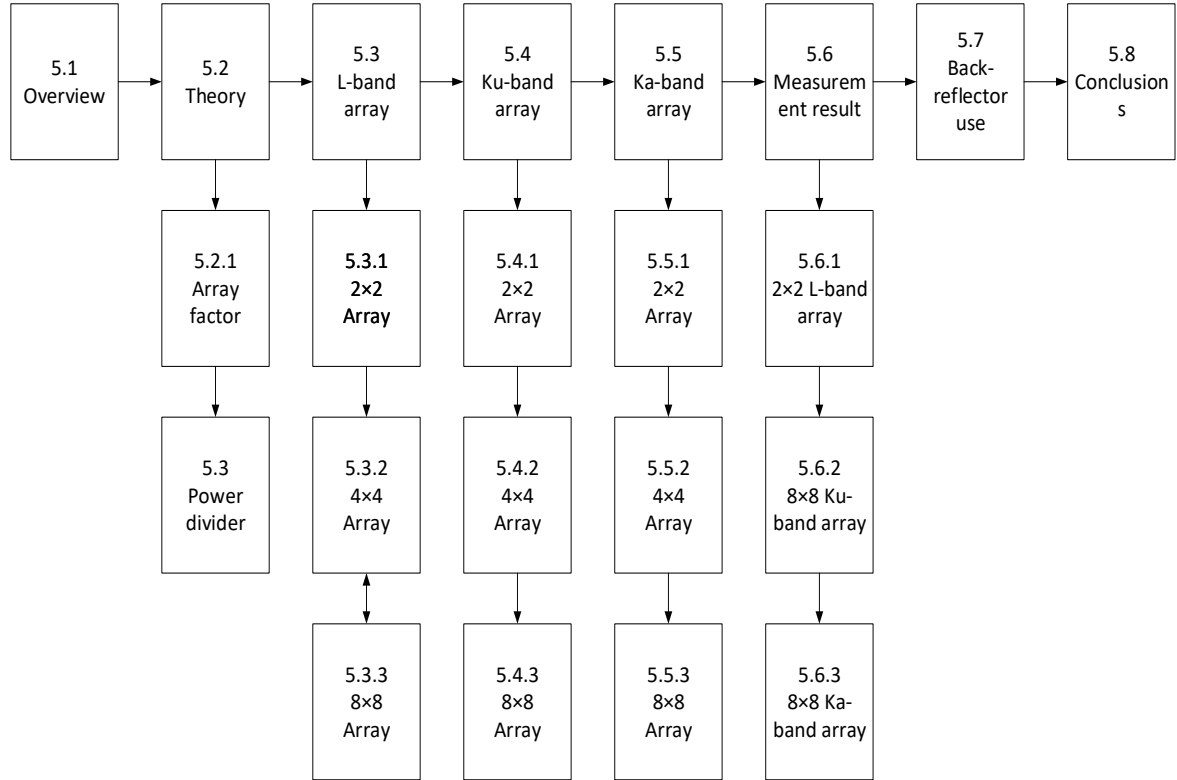 5.1
Overview
5.2
Theory
5.3
L-band
array
5.4
Ku-band
array
5.5
Ka-band
array
5.6
Measurem
ent result
5.7
Back-
reflector
use
5.8
Conclusion
s
5.2.1
Array
factor
5.3.1
2×2
Array
5.4.1
2×2
Array
5.5.1
2×2
Array
5.6.1
2×2 L-band
array
5.3
Power
divider
5.3.2
4×4
Array
5.4.2
4×4
Array
5.5.2
4×4
Array
5.6.2
8×8 Ku-
band array
5.3.3
8×8
Array
5.4.3
8×8
Array
5.5.3
8×8
Array
5.6.3
8×8 Ka-
band array